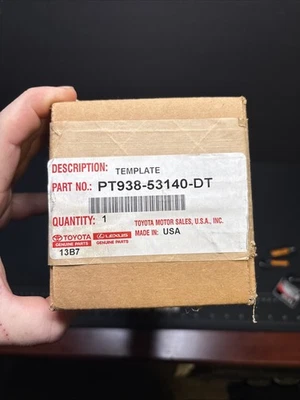 DESCRIPTION: TEMPLATE
PART NO.: PT938-53140-DT
QUANTITY: 1
TOYOTA MOTOR SALES, U.S.A., INC.
TOYOTA LEXUS MADE IN: USA
GENUINE PARTS GENUINE PARTS
13B7